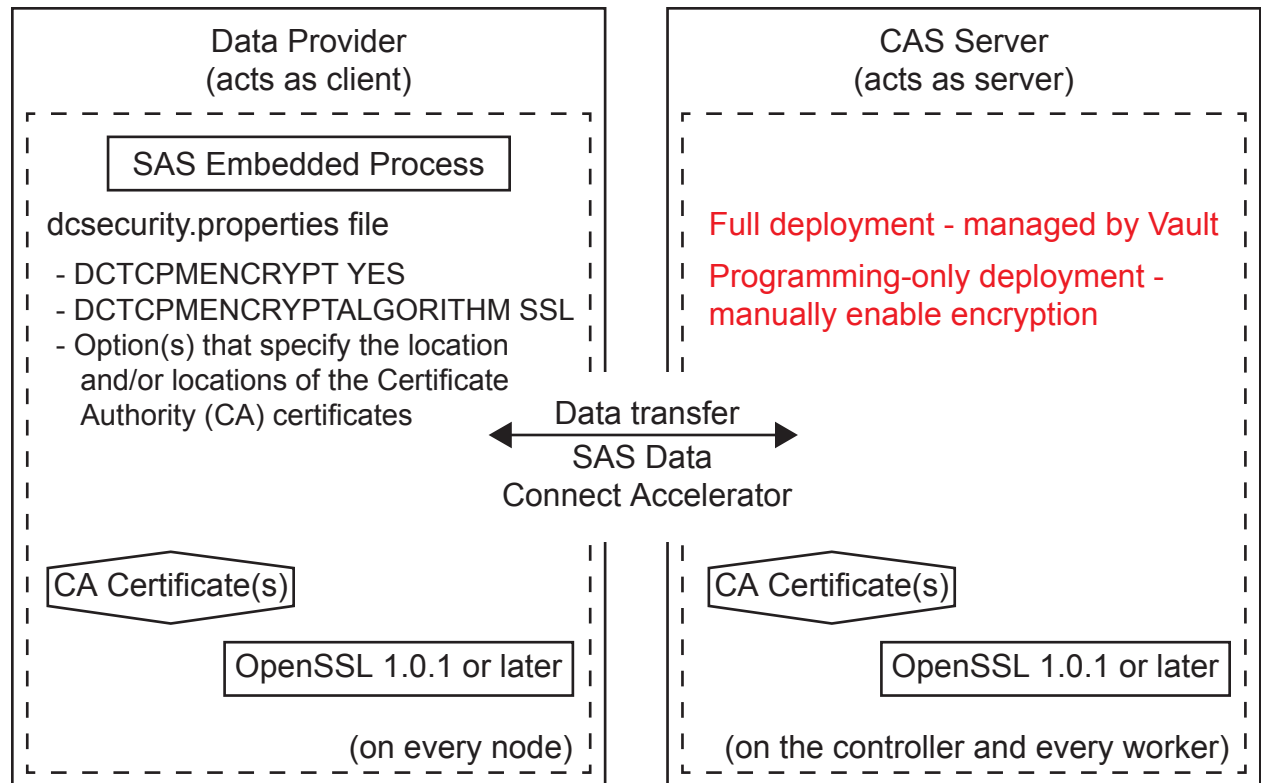 Data Provider
(acts as client)
SAS Embedded Process
dcsecurity.properties file
- DCTCPMENCRYPT YES
- DCTCPMENCRYPTALGORITHM SSL
- Option(s) that specify the location
and/or locations of the Certificate
Authority (CA) certificates
CA Certificate(s)
OpenSSL 1.0.1 or later
(on every node)
Data transfer
SAS Data
Connect Accelerator
CAS Server
(acts as server)
Full deployment - managed by Vault
Programming-only deployment -
manually enable encryption
CA Certificate(s)
OpenSSL 1.0.1 or later
(on the controller and every worker)